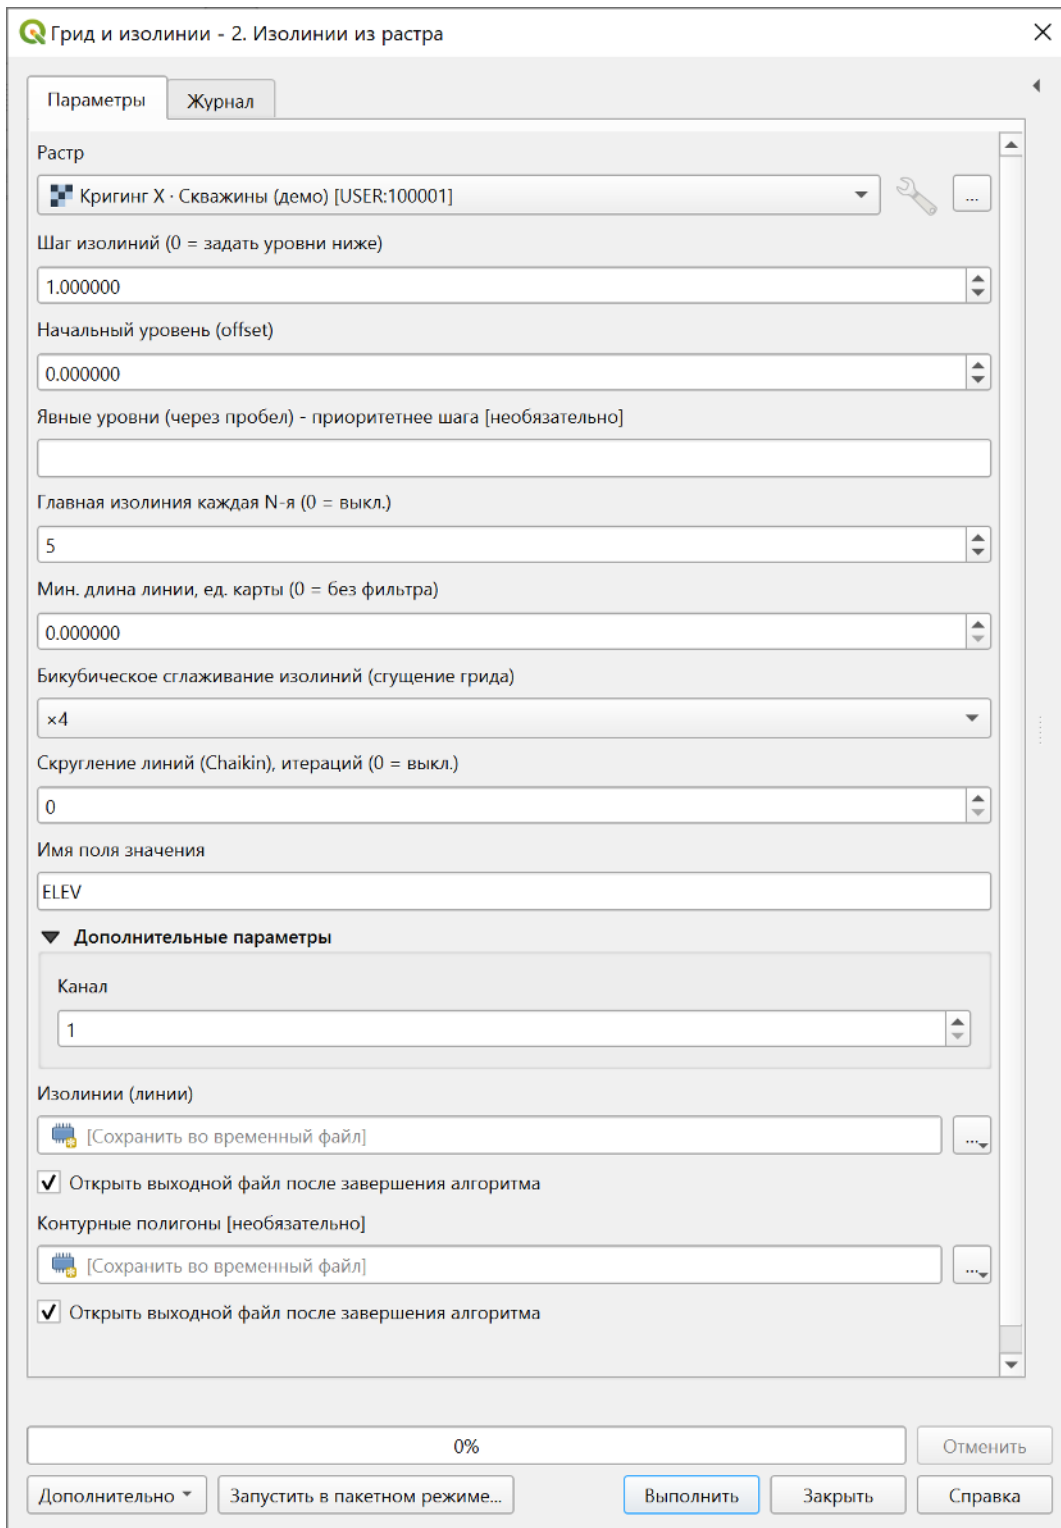 Грид и изолинии - 2. Изолинии из растра
Параметры
Журнал
Растр
Кригинг X · Скважины (демо) [USER:100001]
...
Шаг изолиний (0 = задать уровни ниже)
1.000000
Начальный уровень (offset)
0.000000
Явные уровни (через пробел) - приоритетнее шага [необязательно]
Главная изолиния каждая N-я (0 = выкл.)
5
Мин. длина линии, ед. карты (0 = без фильтра)
0.000000
Бикубическое сглаживание изолиний (сгущение грида)
×4
Скругление линий (Chaikin), итераций (0 = выкл.)
0
Имя поля значения
ELEV
Дополнительные параметры
Канал
1
Изолинии (линии)
[Сохранить во временный файл]
...
Открыть выходной файл после завершения алгоритма
Контурные полигоны [необязательно]
[Сохранить во временный файл]
...
Открыть выходной файл после завершения алгоритма
0%
Отменить
Дополнительно
Запустить в пакетном режиме...
Выполнить
Закрыть
Справка